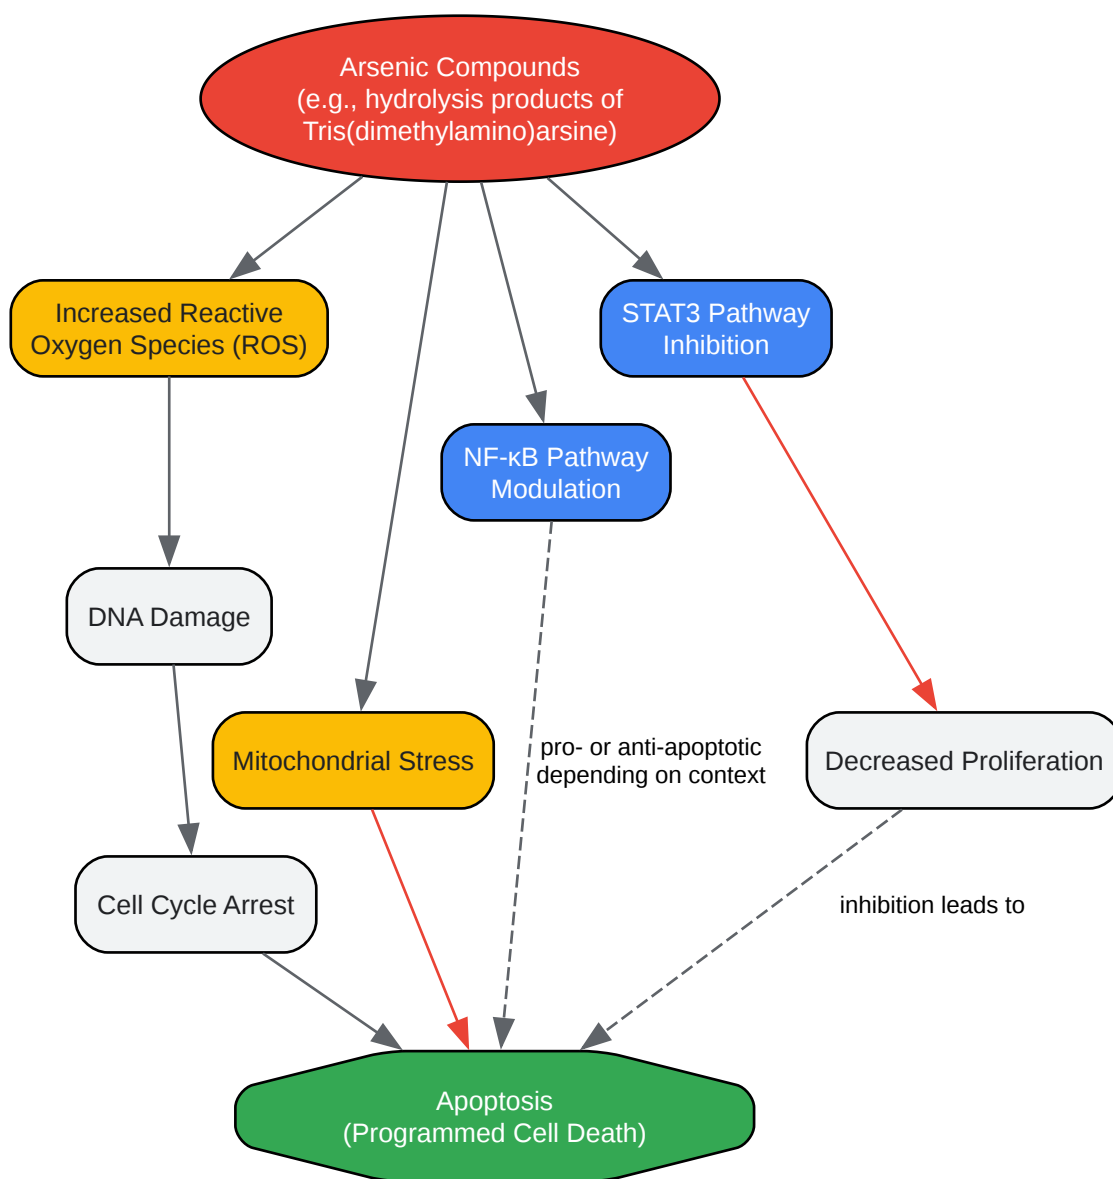 Arsenic Compounds
(e.g., hydrolysis products of
Tris(dimethylamino)arsine)
Increased Reactive
Oxygen Species (ROS)
STAT3 Pathway
Inhibition
NF-κB Pathway
Modulation
DNA Damage
Mitochondrial Stress
pro- or anti-apoptotic
depending on context
Decreased Proliferation
Cell Cycle Arrest
inhibition leads to
Apoptosis
(Programmed Cell Death)